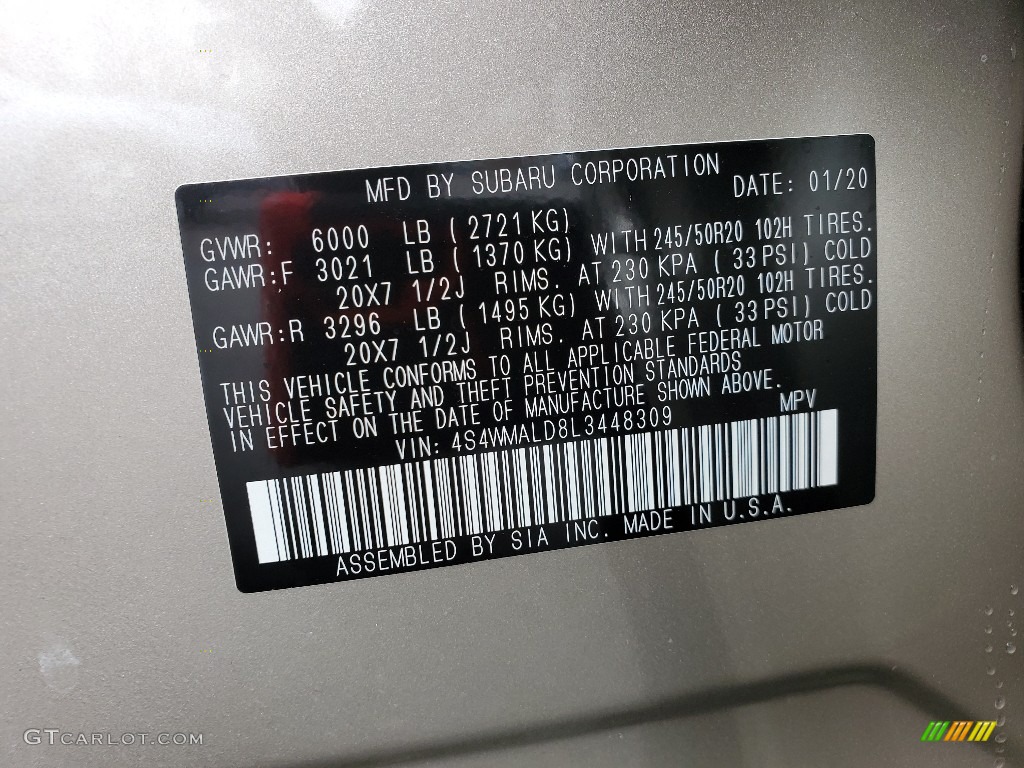 MFD BY SUBARU CORPORATION DATE: 01/20
GVWR: 6000 LB ( 2721 KG)
GAWR:F 3021 LB ( 1370 KG) WITH 245/50R20 102H TIRES.
20X7 1/2J RIMS. AT 230 KPA ( 33 PSI) COLD
GAWR:R 3296 LB ( 1495 KG) WITH 245/50R20 102H TIRES.
20X7 1/2J RIMS. AT 230 KPA ( 33 PSI) COLD
THIS VEHICLE CONFORMS TO ALL APPLICABLE FEDERAL MOTOR
VEHICLE SAFETY AND THEFT PREVENTION STANDARDS
IN EFFECT ON THE DATE OF MANUFACTURE SHOWN ABOVE.
VIN: 4S4WMALD8L3448309 MPV
ASSEMBLED BY SIA INC. MADE IN U.S.A.
GTCARLOT.COM